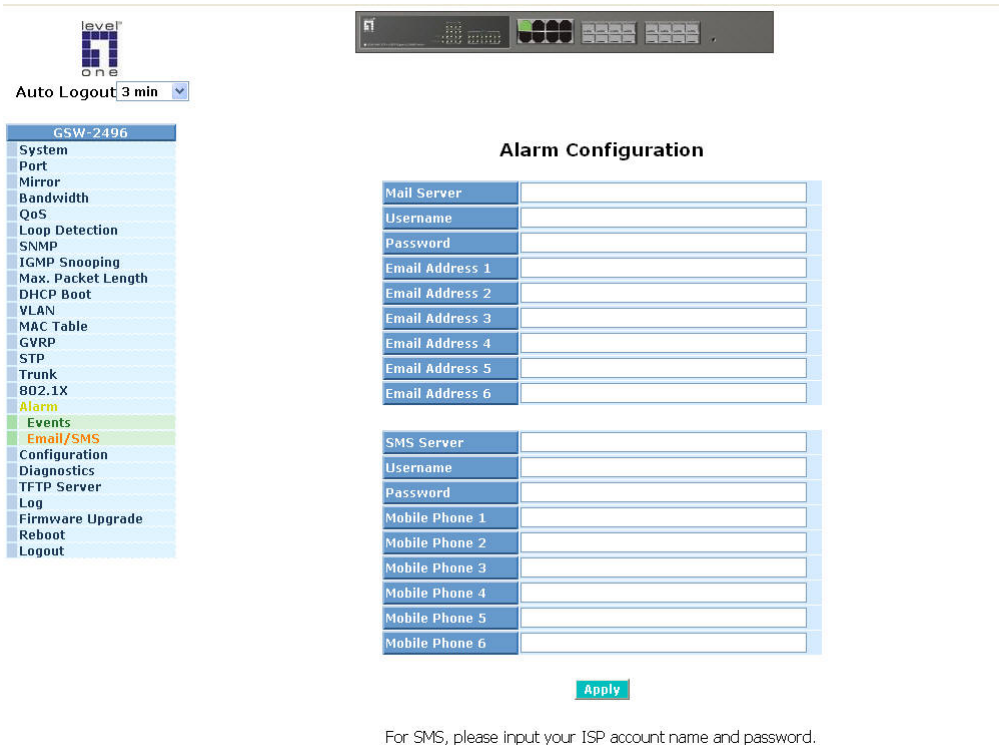 level
one
Auto Logout 3 min
GSW-2496
System
Port
Mirror
Bandwidth
QoS
Loop Detection
SNMP
IGMP Snooping
Max. Packet Length
DHCP Boot
VLAN
MAC Table
GVRP
STP
Trunk
802.1X
Alarm
Events
Email/SMS
Configuration
Diagnostics
TFTP Server
Log
Firmware Upgrade
Reboot
Logout
Alarm Configuration
Mail Server
Username
Password
Email Address 1
Email Address 2
Email Address 3
Email Address 4
Email Address 5
Email Address 6
SMS Server
Username
Password
Mobile Phone 1
Mobile Phone 2
Mobile Phone 3
Mobile Phone 4
Mobile Phone 5
Mobile Phone 6
Apply
For SMS, please input your ISP account name and password.